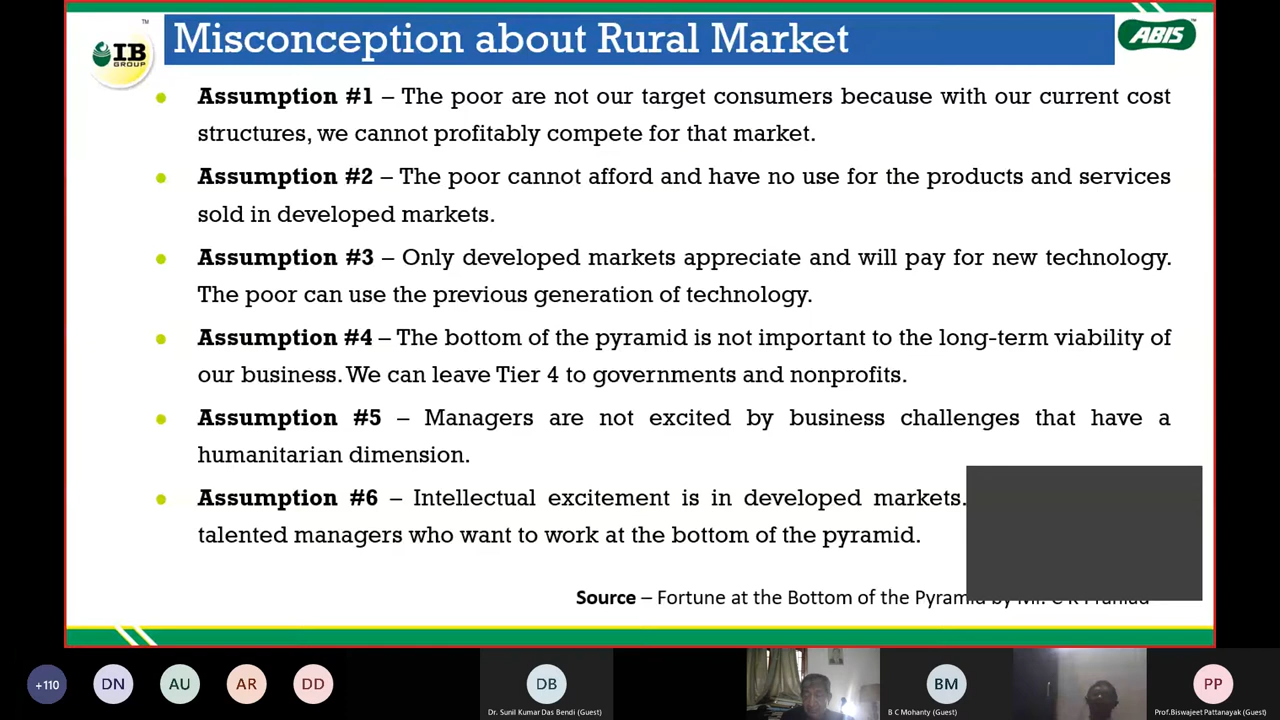 ™
IB
GROUP
Misconception about Rural Market
ABIS™
Assumption #1 – The poor are not our target consumers because with our current cost
structures, we cannot profitably compete for that market.
Assumption #2 – The poor cannot afford and have no use for the products and services
sold in developed markets.
Assumption #3 – Only developed markets appreciate and will pay for new technology.
The poor can use the previous generation of technology.
Assumption #4 – The bottom of the pyramid is not important to the long-term viability of
our business. We can leave Tier 4 to governments and nonprofits.
Assumption #5 – Managers are not excited by business challenges that have a
humanitarian dimension.
Assumption #6 – Intellectual excitement is in developed markets.
talented managers who want to work at the bottom of the pyramid.
Source – Fortune at the Bottom of the Pyramid by Mr. C K
+110 DN AU AR DD DB BM PP
Dr. Sunil Kumar Das Bendi (Guest) B C Mohanty (Guest) Prof.Biswajeet Pattanayak (Guest)